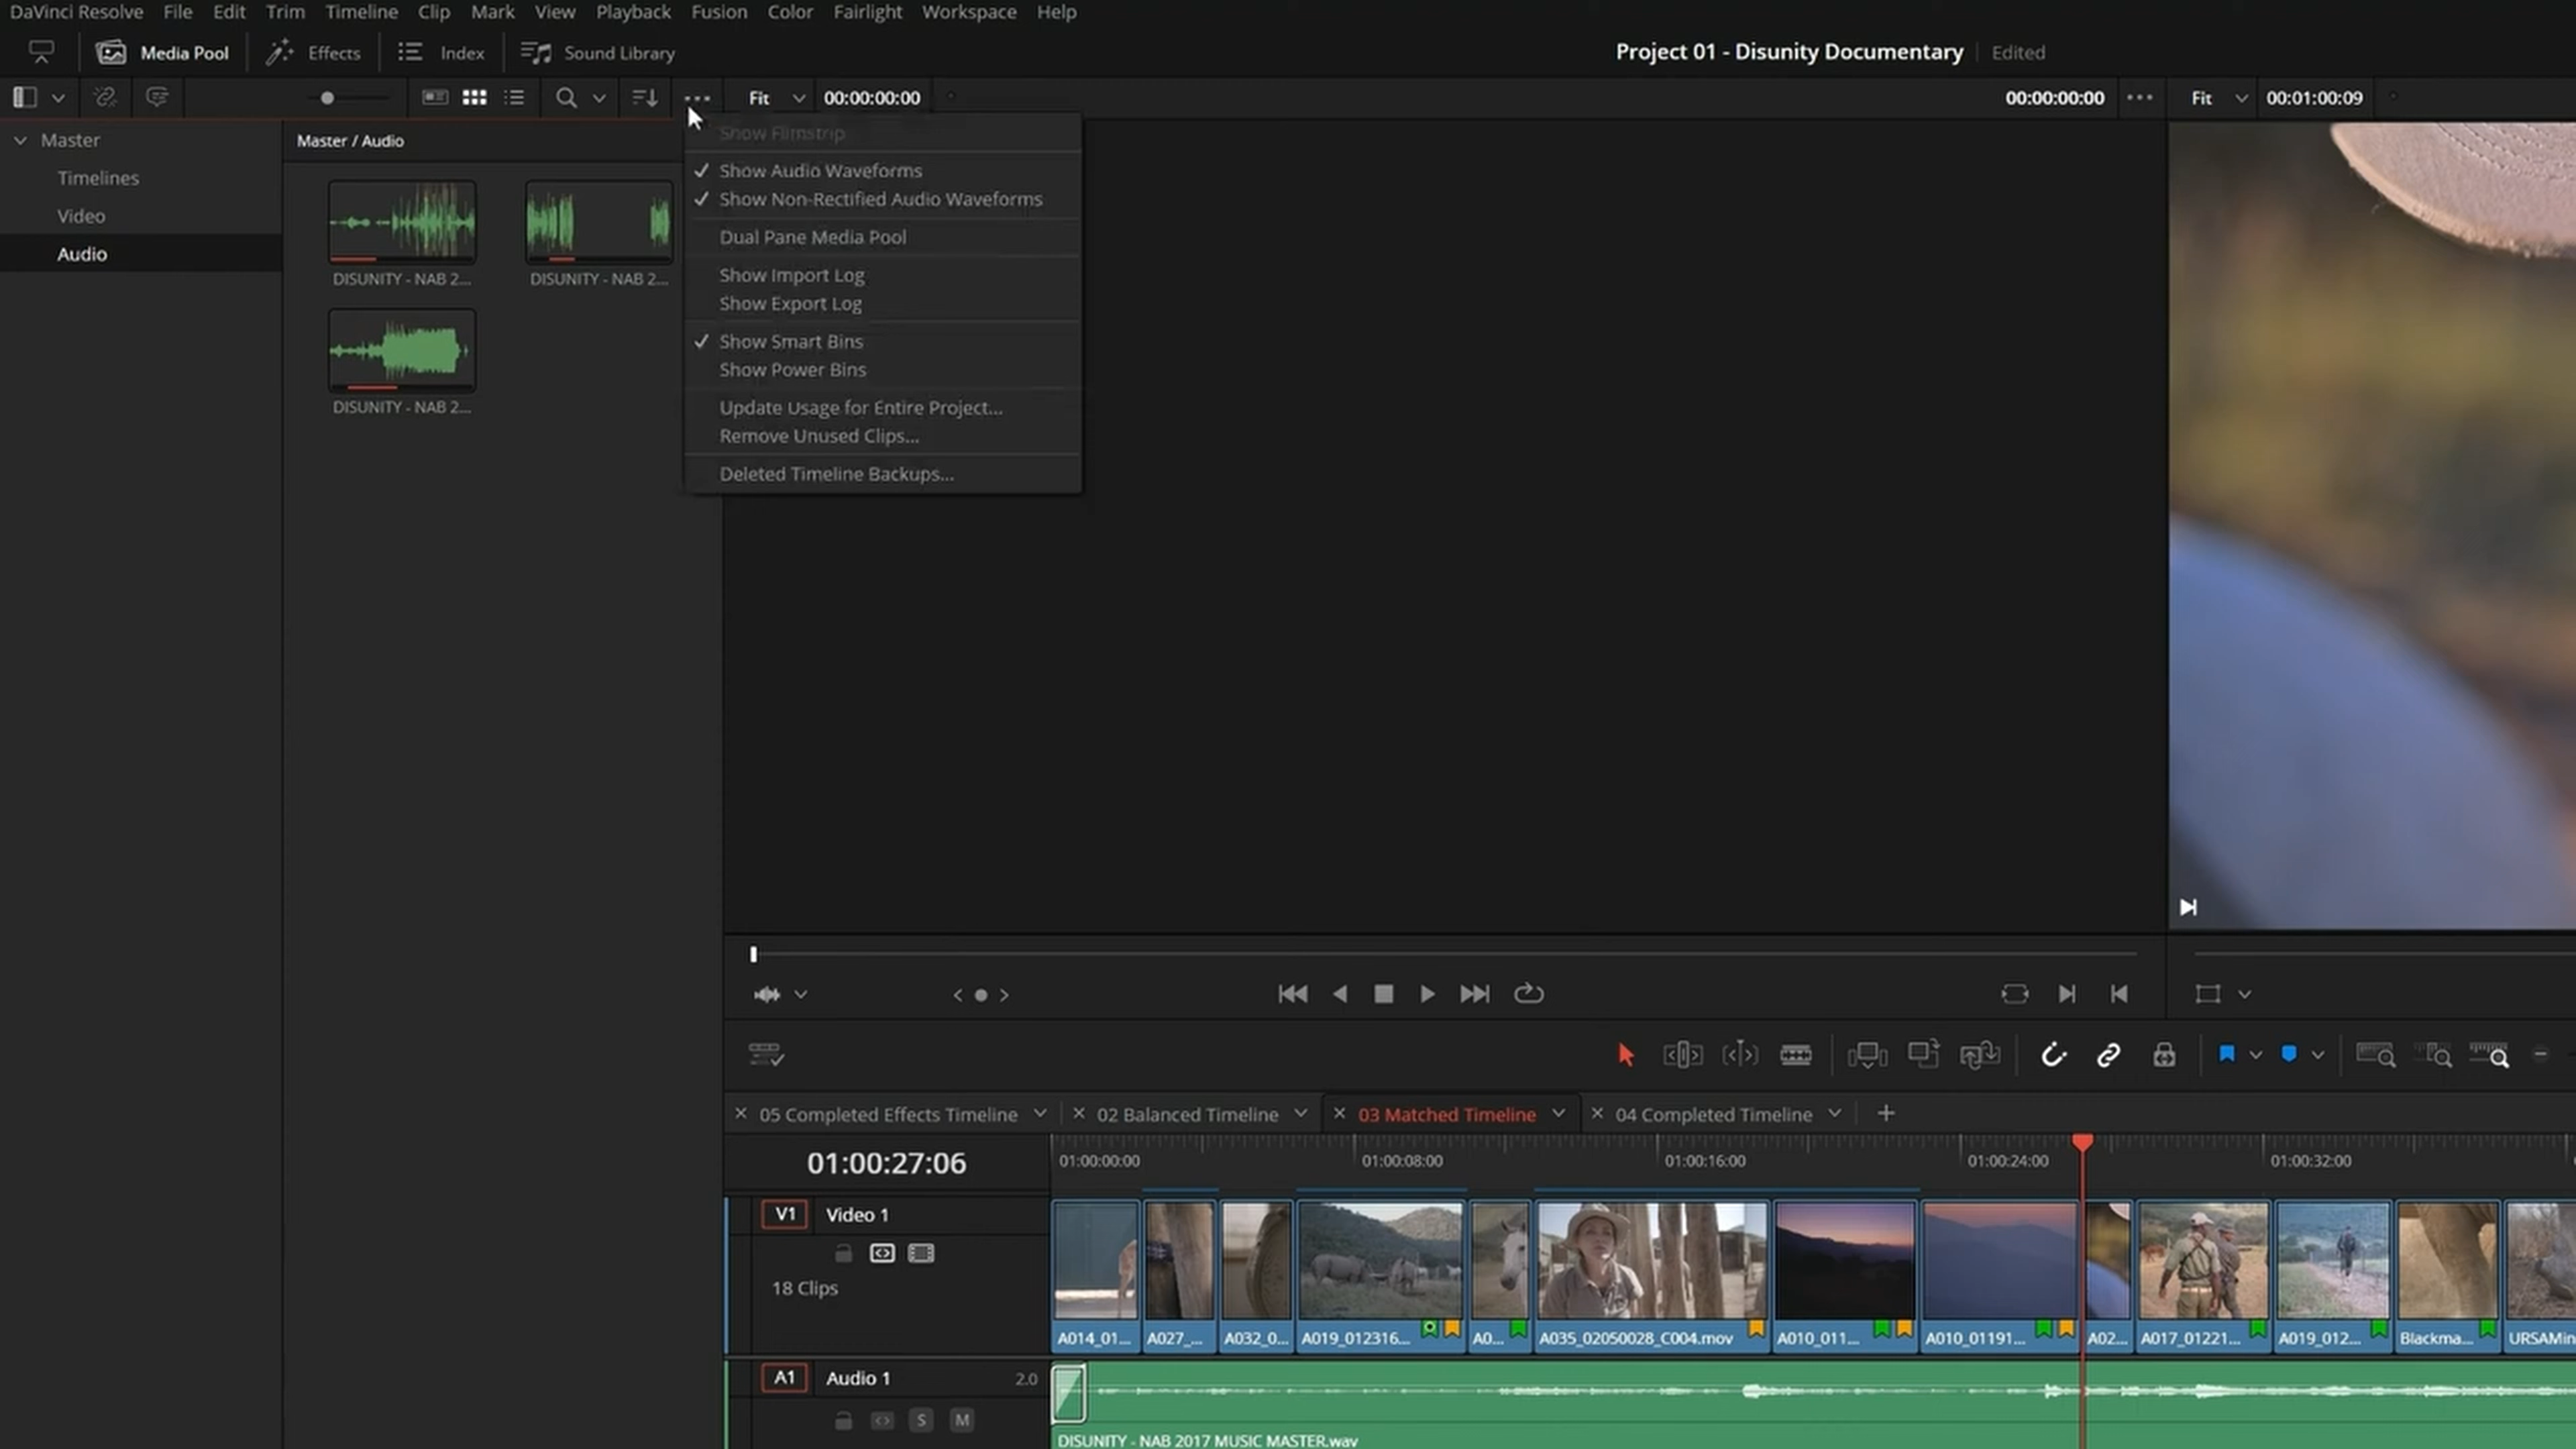 DaVinci Resolve File Edit Trim Timeline Clip Mark View Playback Fusion Color Fairlight Workspace Help
Media Pool Effects Index Sound Library Project 01 - Disunity Documentary Edited
Fit 00:00:00:00 00:00:00:00 Fit 00:01:00:09
Master
Timelines
Video
Audio
Master / Audio
DISUNITY - NAB 2... DISUNITY - NAB 2...
DISUNITY - NAB 2...
Show Filmstrip
Show Audio Waveforms
Show Non-Rectified Audio Waveforms
Dual Pane Media Pool
Show Import Log
Show Export Log
Show Smart Bins
Show Power Bins
Update Usage for Entire Project...
Remove Unused Clips...
Deleted Timeline Backups...
05 Completed Effects Timeline 02 Balanced Timeline 03 Matched Timeline 04 Completed Timeline
01:00:27:06 01:00:00:00 01:00:08:00 01:00:16:00 01:00:24:00 01:00:32:00
V1 Video 1
18 Clips
A014_01... A027_... A032_0... A019_012316... A0... A035_02050028_C004.mov A010_011... A010_01191... A02... A017_01221... A019_012... Blackma... URSAMin
A1 Audio 1 2.0
S M
DISUNITY - NAB 2017 MUSIC MASTER.wav